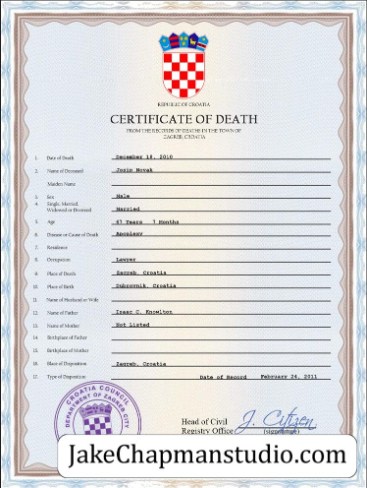 REPUBLIC OF CROATIA
CERTIFICATE OF DEATH
FROM THE RECORDS OF DEATHS IN THE TOWN OF
ZAGREB, CROATIA
1. Date of Death December 18, 2010
2. Name of Deceased Josip Novak
Maiden Name
3. Sex Male
4. Single, Married,
Widowed or Divorced Married
5. Age 67 Years 7 Months
6. Disease or Cause of Death
7. Residence
8. Occupation Lawyer
9. Place of Death Zagreb, Croatia
10. Place of Birth Dubrovnik, Croatia
11. Name of Husband or Wife
12. Name of Father Isaac C. Knowlton
13. Name of Mother Not Listed
14. Birthplace of Father
15. Birthplace of Mother
16. Place of Disposition Zagreb, Croatia
17. Type of Disposition Date of Record February 26, 2011
CROATIA COUNCIL
DEPARTMENT OF ZAGREB CITY
Head of Civil
Registry Office J. Citizen
(signature)
JakeChapmanstudio.com